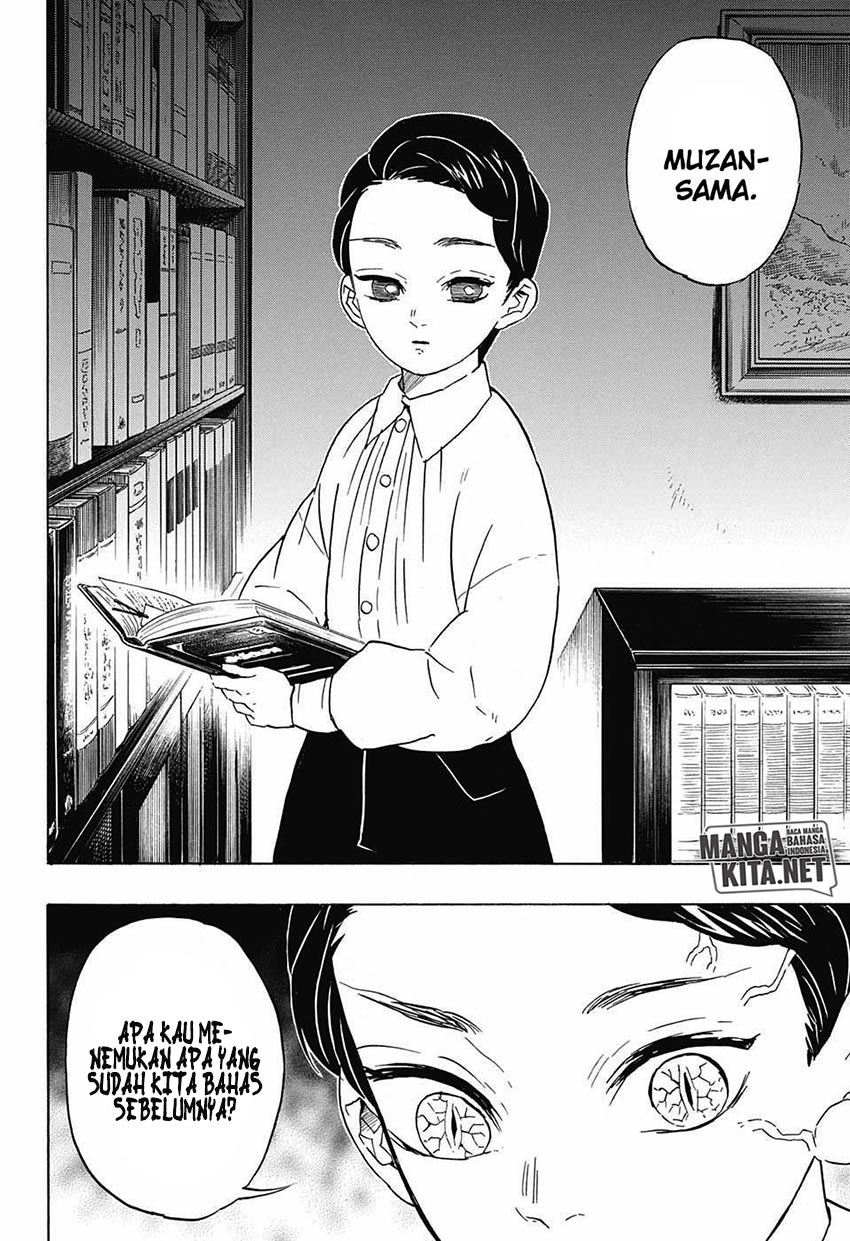 MUZAN-
SAMA.
MANGA
KITA.NET
BACA MANGA
BAHASA
INDONESIA
APA KAU ME-
NEMUKAN APA YANG
SUDAH KITA BAHAS
SEBELUMNYA?